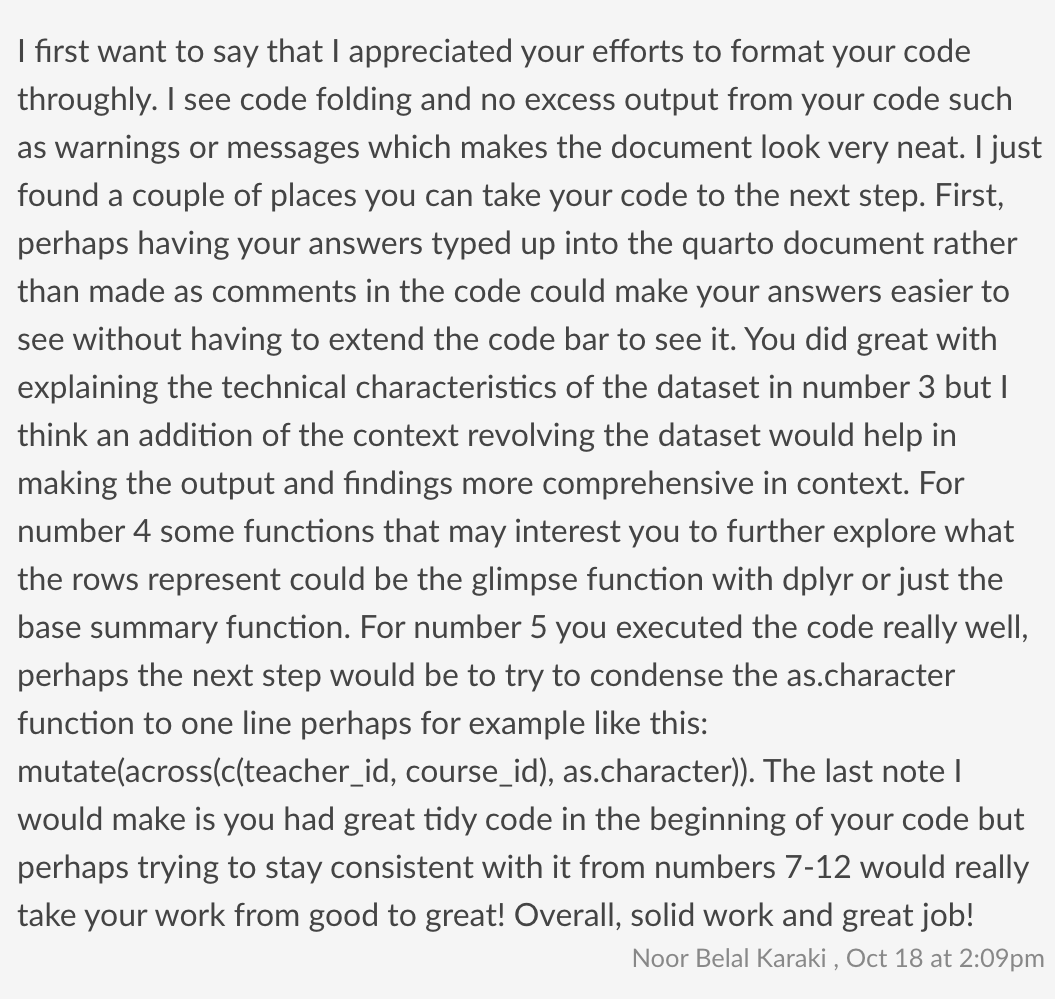 I first want to say that I appreciated your efforts to format your code
throughly. I see code folding and no excess output from your code such
as warnings or messages which makes the document look very neat. I just
found a couple of places you can take your code to the next step. First,
perhaps having your answers typed up into the quarto document rather
than made as comments in the code could make your answers easier to
see without having to extend the code bar to see it. You did great with
explaining the technical characteristics of the dataset in number 3 but I
think an addition of the context revolving the dataset would help in
making the output and findings more comprehensive in context. For
number 4 some functions that may interest you to further explore what
the rows represent could be the glimpse function with dplyr or just the
base summary function. For number 5 you executed the code really well,
perhaps the next step would be to try to condense the as.character
function to one line perhaps for example like this:
mutate(across(c(teacher_id, course_id), as.character)). The last note I
would make is you had great tidy code in the beginning of your code but
perhaps trying to stay consistent with it from numbers 7-12 would really
take your work from good to great! Overall, solid work and great job!
Noor Belal Karaki , Oct 18 at 2:09pm